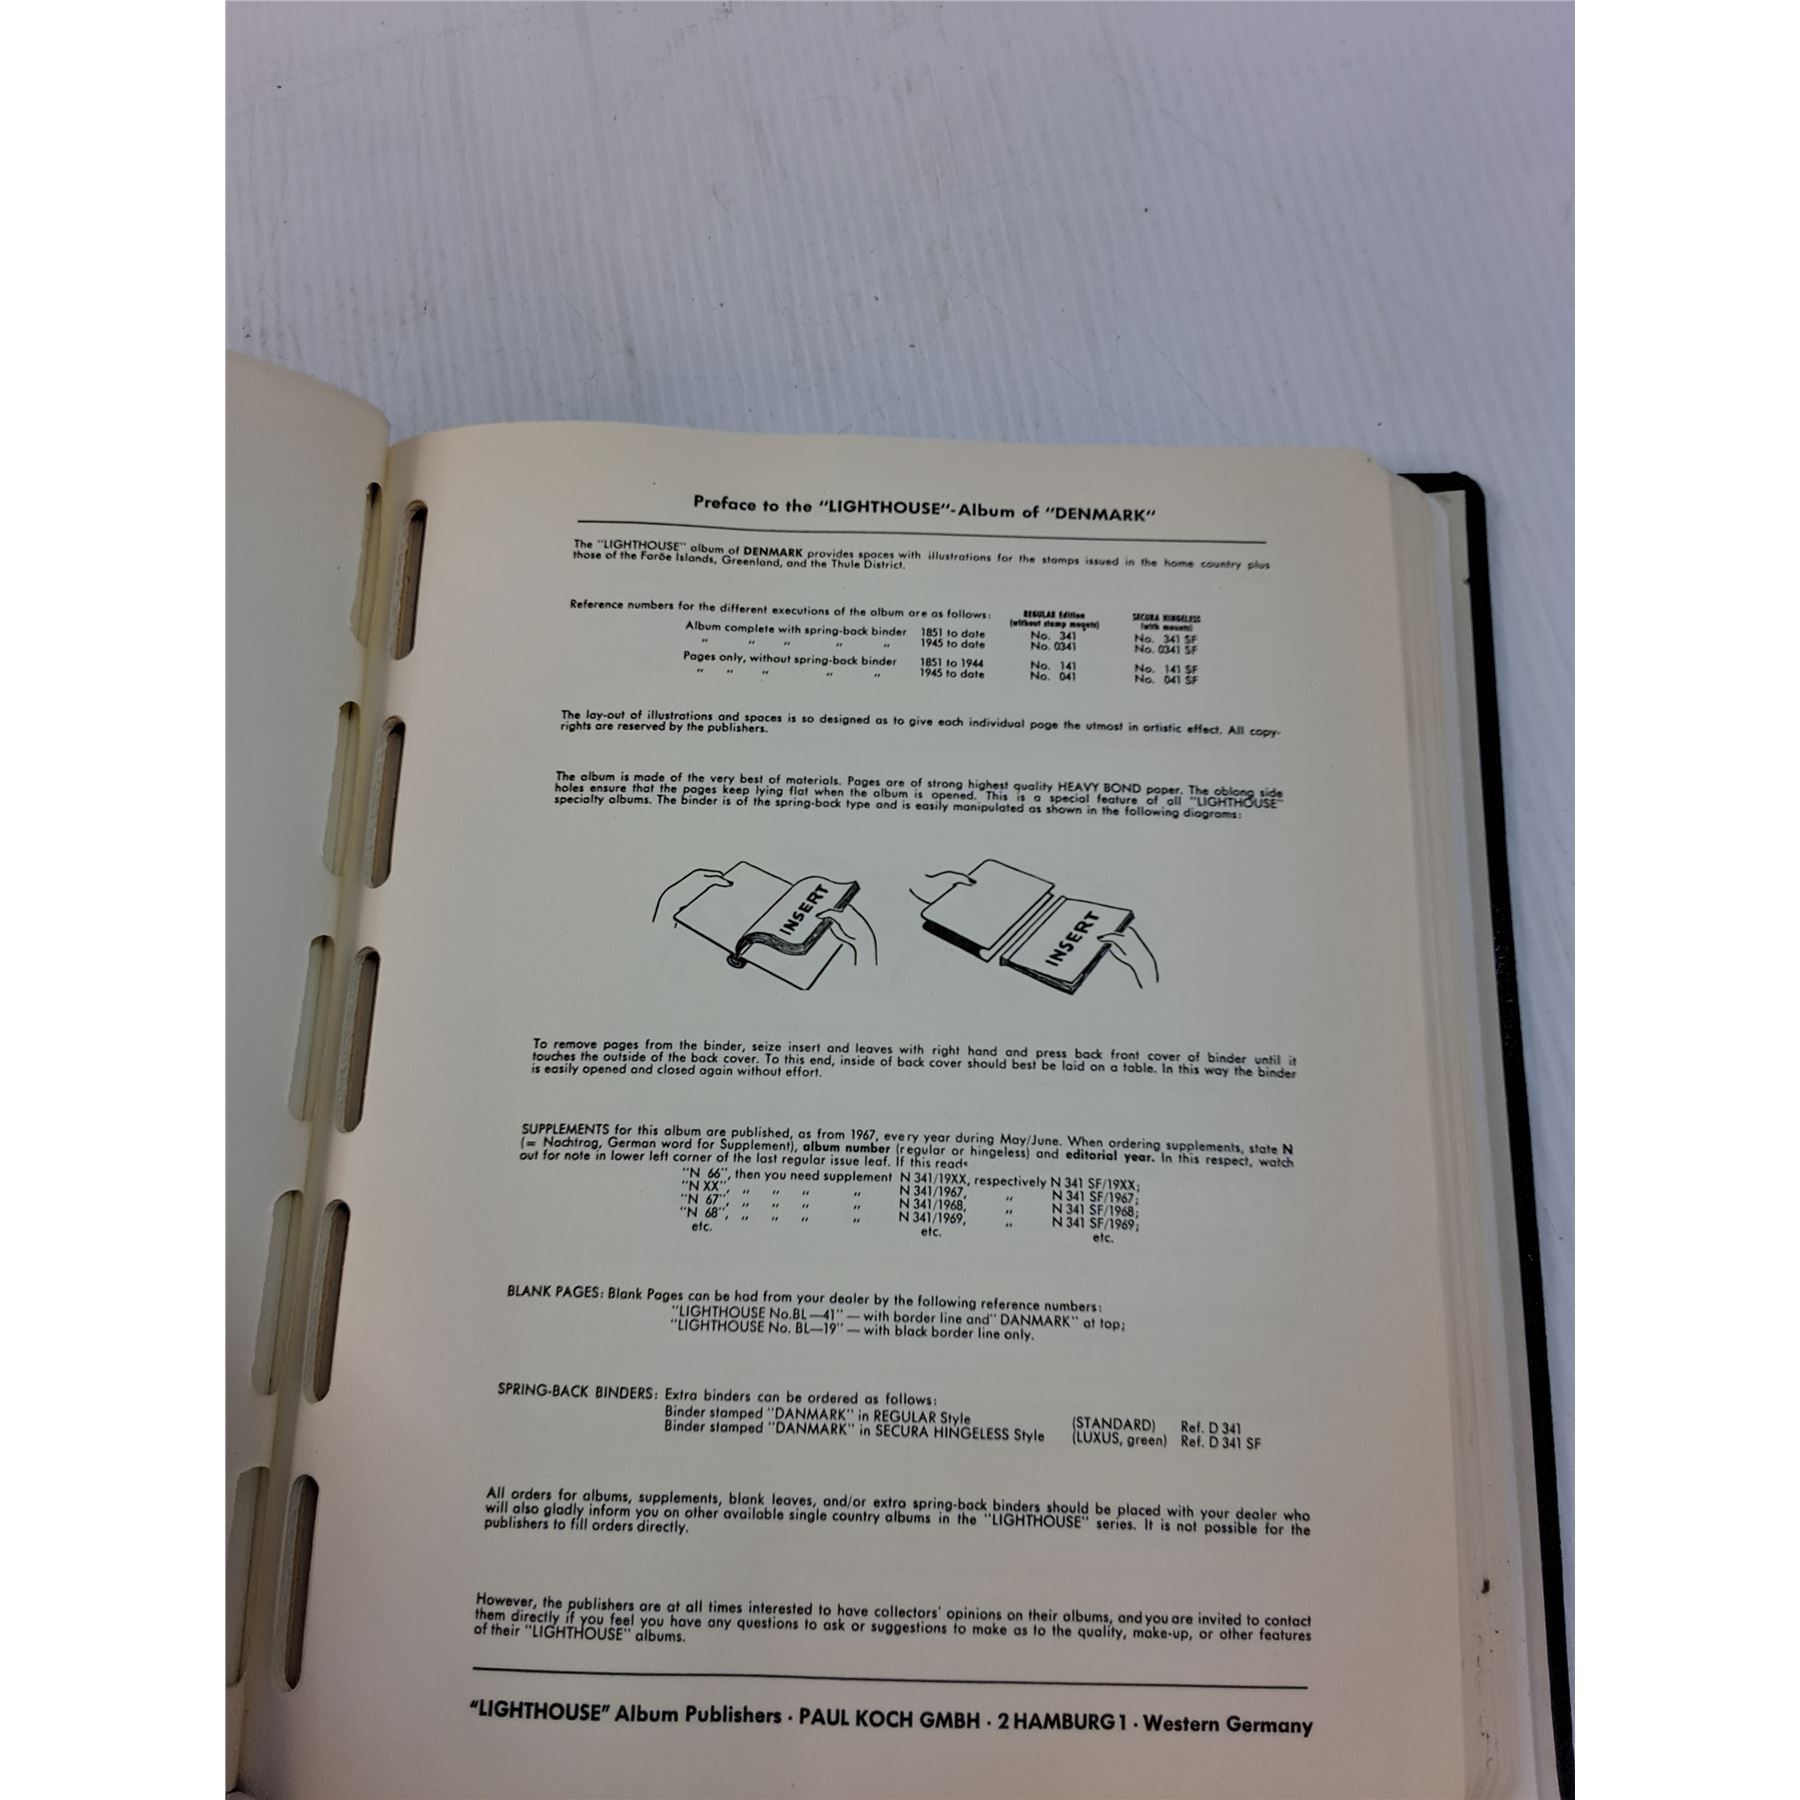 Preface to the "LIGHTHOUSE"-Album of "DENMARK"
The "LIGHTHOUSE" album of DENMARK provides spaces with illustrations for the stamps issued in the home country plus
those of the Faröe Islands, Greenland, and the Thule District.
Reference numbers for the different executions of the album are as follows: REGULAR Edition SECURA HINGELESS
(without stamp mounts) (with mounts)
Album complete with spring-back binder 1851 to date No. 341 No. 341 SF
" " " " " 1945 to date No. 0341 No. 0341 SF
Pages only, without spring-back binder 1851 to 1944 No. 141 No. 141 SF
" " " " " 1945 to date No. 041 No. 041 SF
The lay-out of illustrations and spaces is so designed as to give each individual page the utmost in artistic effect. All copy-
rights are reserved by the publishers.
The album is made of the very best of materials. Pages are of strong highest quality HEAVY BOND paper. The oblong side
holes ensure that the pages keep lying flat when the album is opened. This is a special feature of all "LIGHTHOUSE"
specialty albums. The binder is of the spring-back type and is easily manipulated as shown in the following diagrams:
INSERT INSERT
To remove pages from the binder, seize insert and leaves with right hand and press back front cover of binder until it
touches the outside of the back cover. To this end, inside of back cover should best be laid on a table. In this way the binder
is easily opened and closed again without effort.
SUPPLEMENTS for this album are published, as from 1967, every year during May/June. When ordering supplements, state N
(= Nachtrag, German word for Supplement), album number (regular or hingeless) and editorial year. In this respect, watch
out for note in lower left corner of the last regular issue leaf. If this reads
"N 66", then you need supplement N 341/19XX, respectively N 341 SF/19XX;
"N XX", " " " " N 341/1967, " N 341 SF/1967;
"N 67", " " " " N 341/1968, " N 341 SF/1968;
"N 68", " " " " N 341/1969, " N 341 SF/1969;
etc. etc. etc.
BLANK PAGES: Blank Pages can be had from your dealer by the following reference numbers:
"LIGHTHOUSE No.BL—41" — with border line and" DANMARK" at top;
"LIGHTHOUSE No. BL—19" — with black border line only.
SPRING-BACK BINDERS: Extra binders can be ordered as follows:
Binder stamped "DANMARK" in REGULAR Style (STANDARD) Ref. D 341
Binder stamped "DANMARK" in SECURA HINGELESS Style (LUXUS, green) Ref. D 341 SF
All orders for albums, supplements, blank leaves, and/or extra spring-back binders should be placed with your dealer who
will also gladly inform you on other available single country albums in the "LIGHTHOUSE" series. It is not possible for the
publishers to fill orders directly.
However, the publishers are at all times interested to have collectors' opinions on their albums, and you are invited to contact
them directly if you feel you have any questions to ask or suggestions to make as to the quality, make-up, or other features
of their "LIGHTHOUSE" albums.
"LIGHTHOUSE" Album Publishers · PAUL KOCH GMBH · 2 HAMBURG 1 · Western Germany